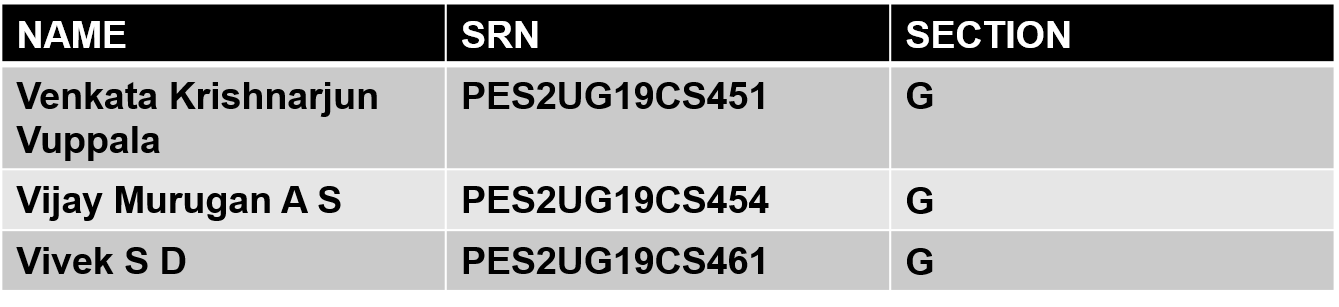 NAME SRN SECTION
Venkata Krishnarjun PES2UG19CS451 G
Vuppala
Vijay Murugan A S PES2UG19CS454 G
Vivek S D PES2UG19CS461 G